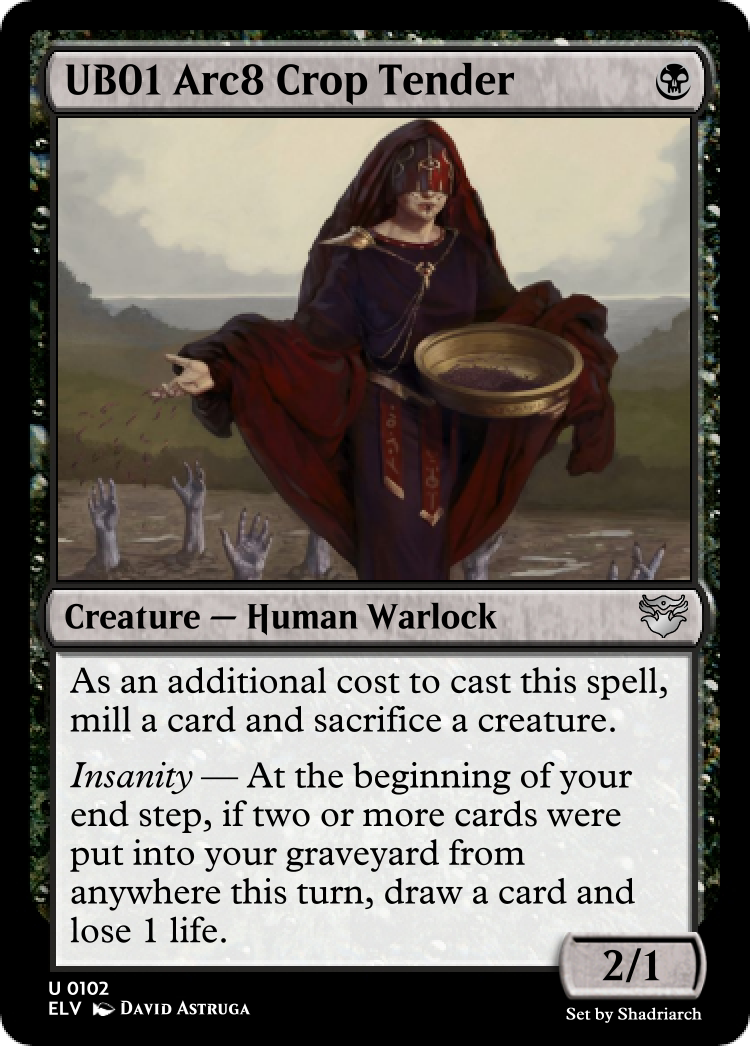 UB01 Arc8 Crop Tender
Creature — Human Warlock
As an additional cost to cast this spell,
mill a card and sacrifice a creature.
Insanity — At the beginning of your
end step, if two or more cards were
put into your graveyard from
anywhere this turn, draw a card and
lose 1 life.
2/1
U 0102
ELV DAVID ASTRUGA
Set by Shadriarch